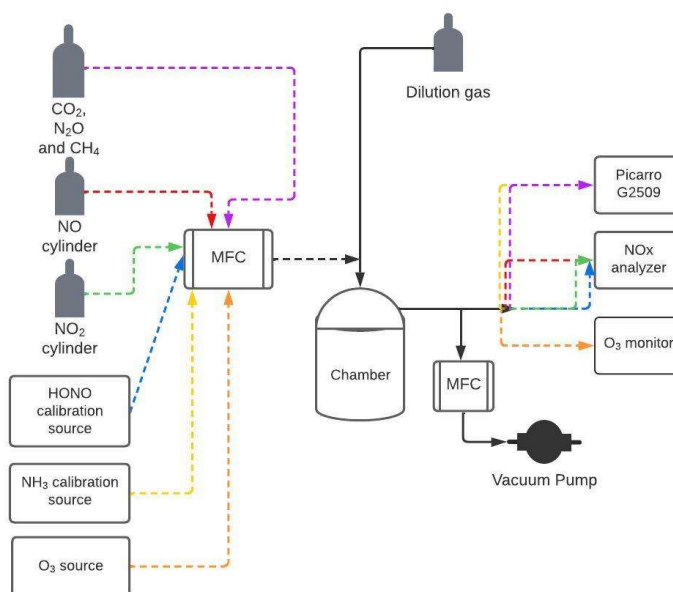 CO₂,
N₂O
and CH₄
Dilution gas
NO
cylinder
MFC
NO₂
cylinder
HONO
calibration
source
NH₃ calibration
source
O₃ source
Chamber
MFC
Vacuum Pump
Picarro
G2509
NOx
analyzer
O₃ monitor